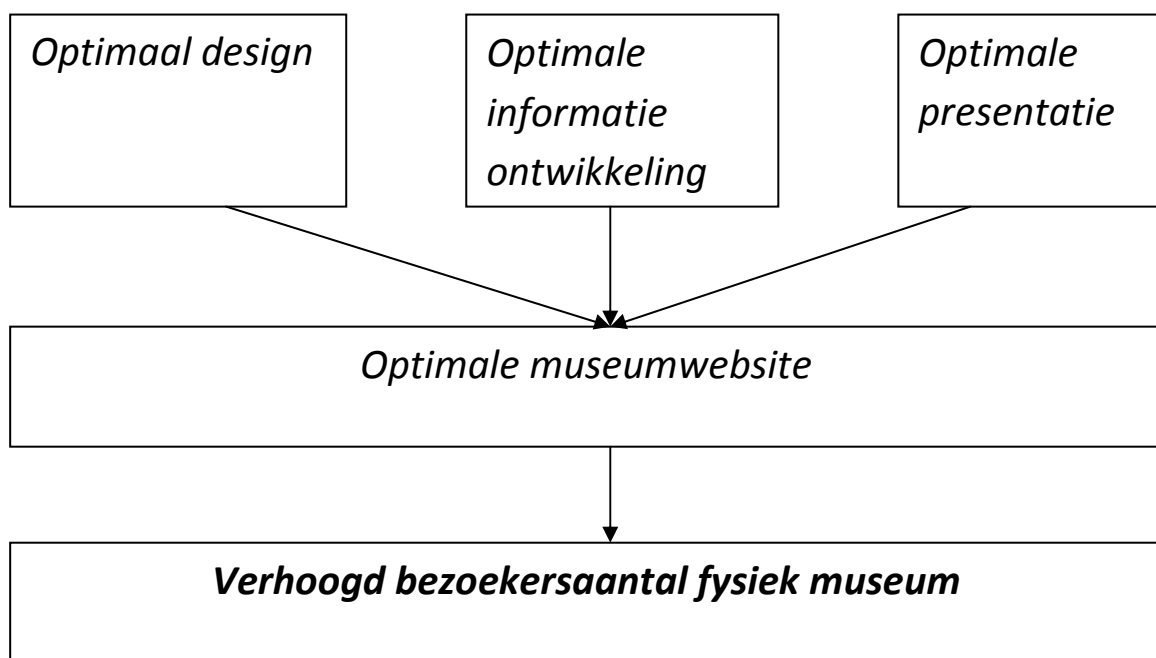 Optimaal design
Optimale
informatie
ontwikkeling
Optimale
presentatie
Optimale museumwebsite
Verhoogd bezoekersaantal fysiek museum